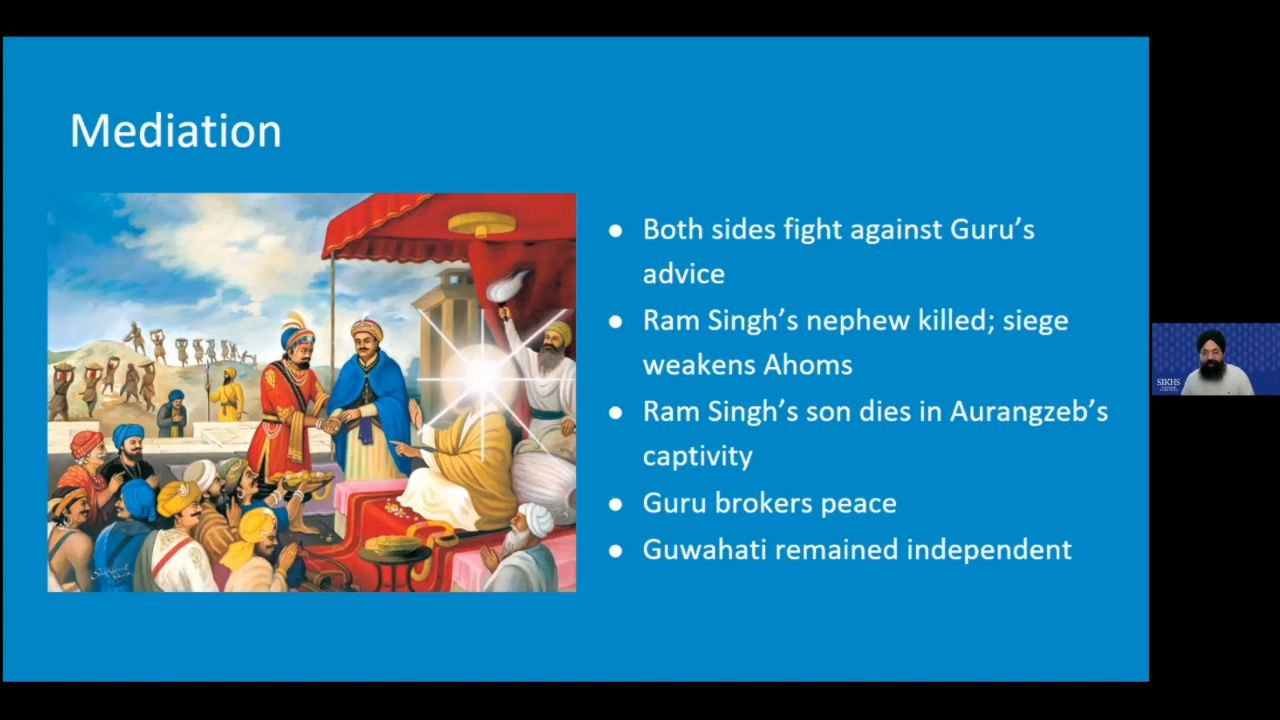 Mediation
● Both sides fight against Guru’s
advice
● Ram Singh’s nephew killed; siege
weakens Ahoms
● Ram Singh’s son dies in Aurangzeb’s
captivity
● Guru brokers peace
● Guwahati remained independent
SIKHS